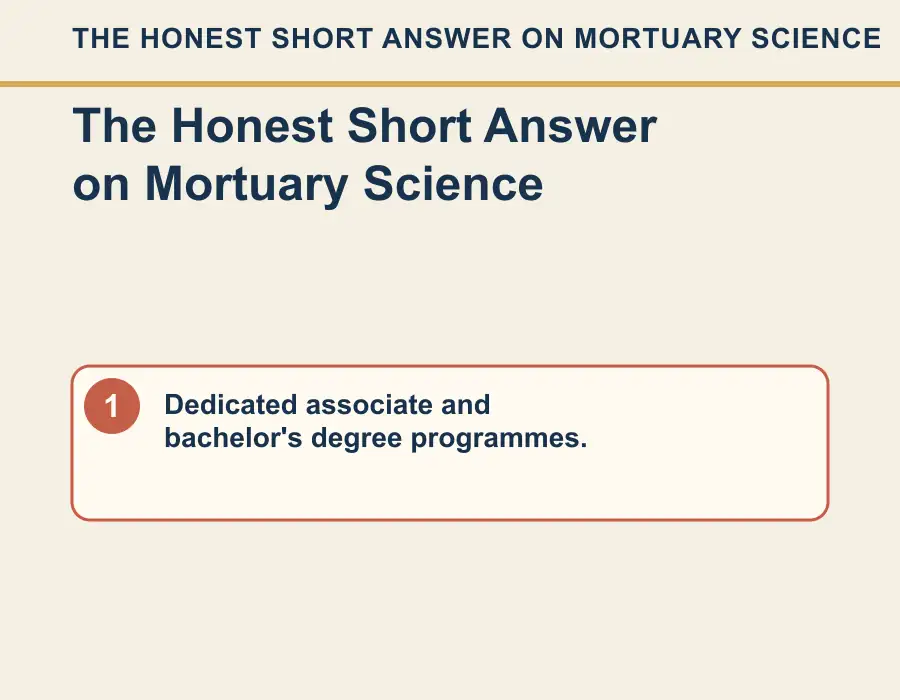 THE HONEST SHORT ANSWER ON MORTUARY SCIENCE
The Honest Short Answer
on Mortuary Science
1
Dedicated associate and
bachelor's degree programmes.